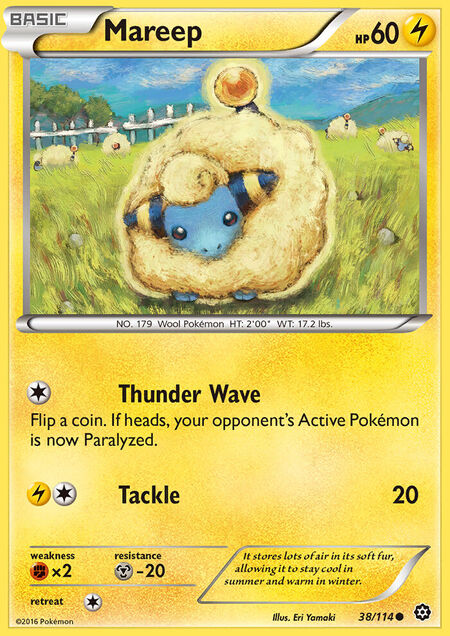 BASIC
Mareep
HP60
NO. 179 Wool Pokémon HT: 2'00" WT: 17.2 lbs.
Thunder Wave
Flip a coin. If heads, your opponent's Active Pokémon
is now Paralyzed.
Tackle 20
weakness resistance
×2 -20
It stores lots of air in its soft fur,
allowing it to stay cool in
summer and warm in winter.
retreat
©2016 Pokémon
Illus. Eri Yamaki
38/114